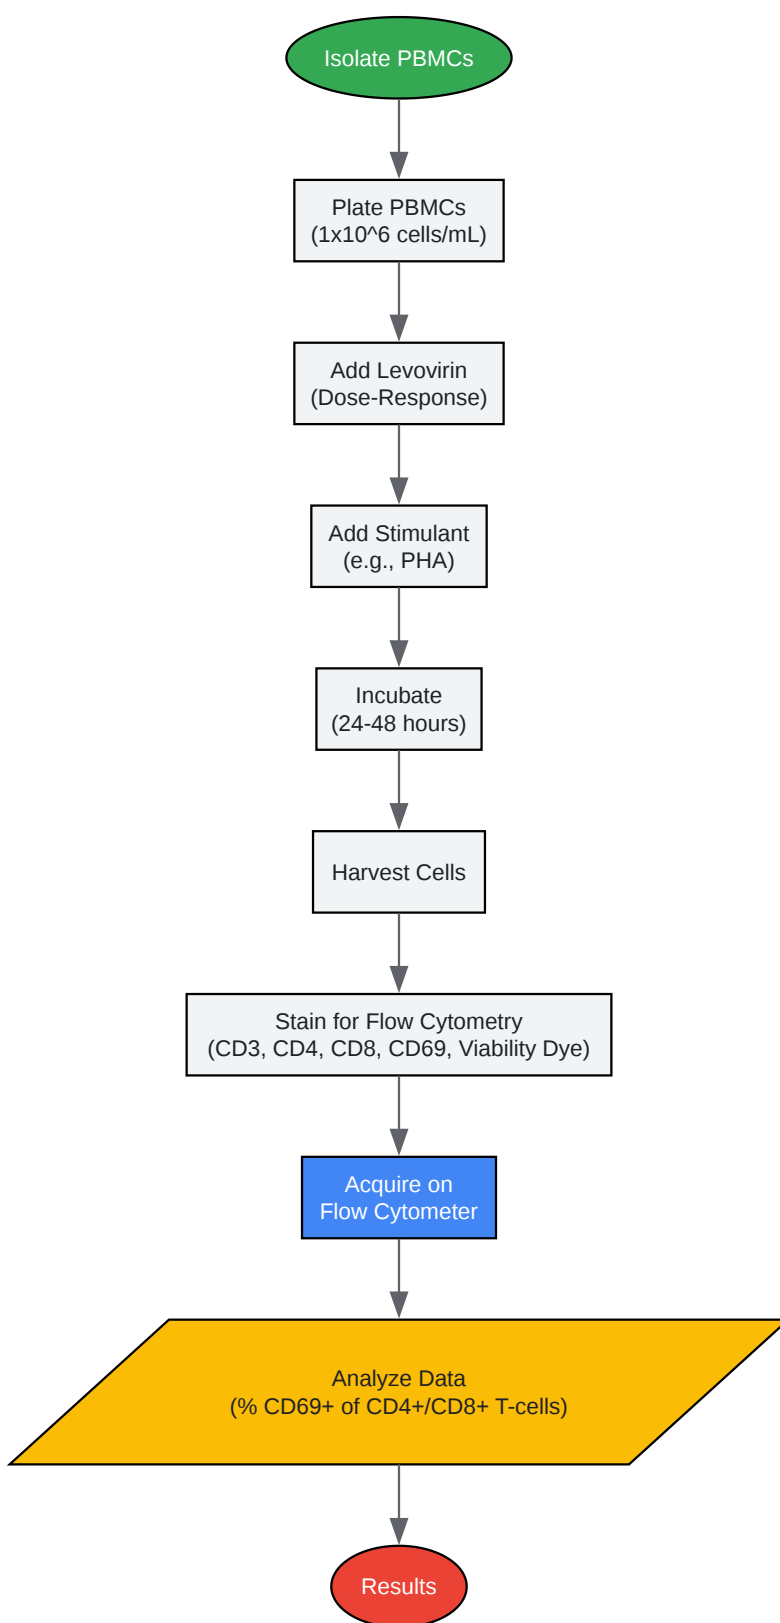 Isolate PBMCs
Plate PBMCs
(1x10^6 cells/mL)
Add Levovirin
(Dose-Response)
Add Stimulant
(e.g., PHA)
Incubate
(24-48 hours)
Harvest Cells
Stain for Flow Cytometry
(CD3, CD4, CD8, CD69, Viability Dye)
Acquire on
Flow Cytometer
Analyze Data
(% CD69+ of CD4+/CD8+ T-cells)
Results